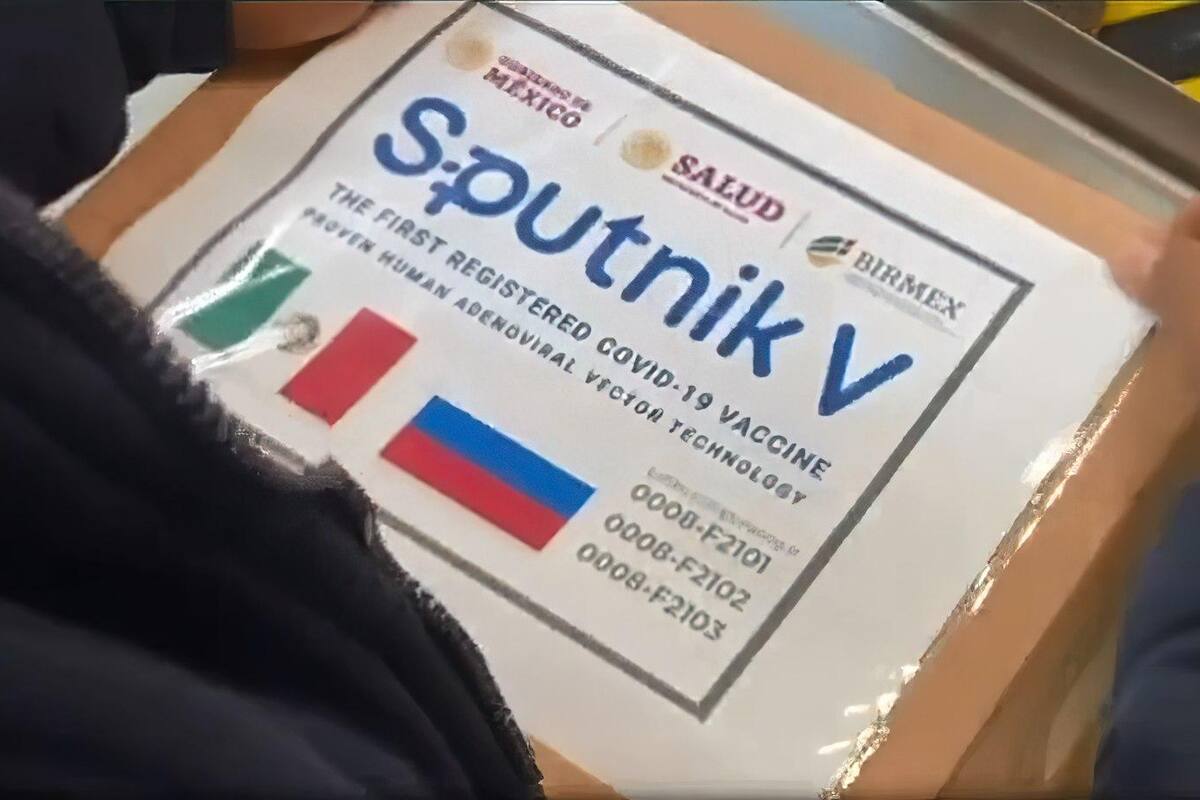 GOBIERNO DE
MÉXICO
SALUD
BIRMEX
Sputnik V
THE FIRST REGISTERED COVID-19 VACCINE
PROVEN HUMAN ADENOVIRAL VECTOR TECHNOLOGY
0008-F2101
0008-F2102
0008-F2103